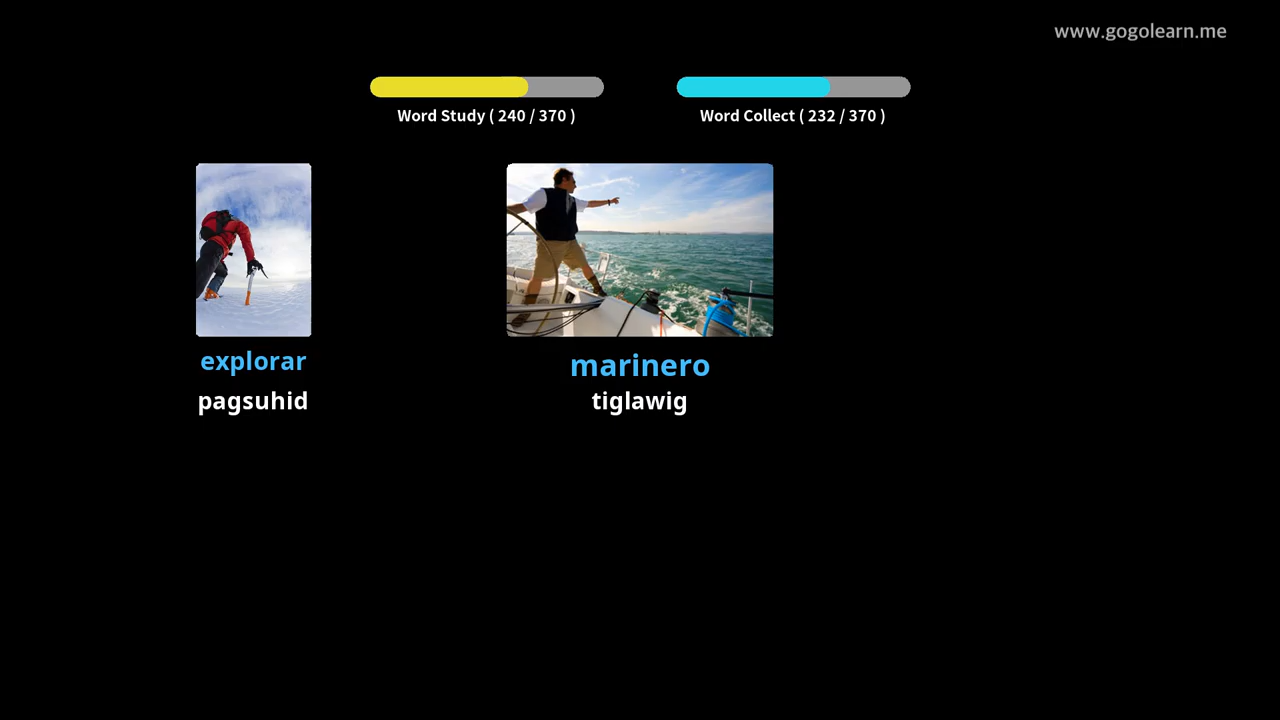 www.gogolearn.me
Word Study ( 240 / 370 )
Word Collect ( 232 / 370 )
explorar
pagsuhid
marinero
tiglawig